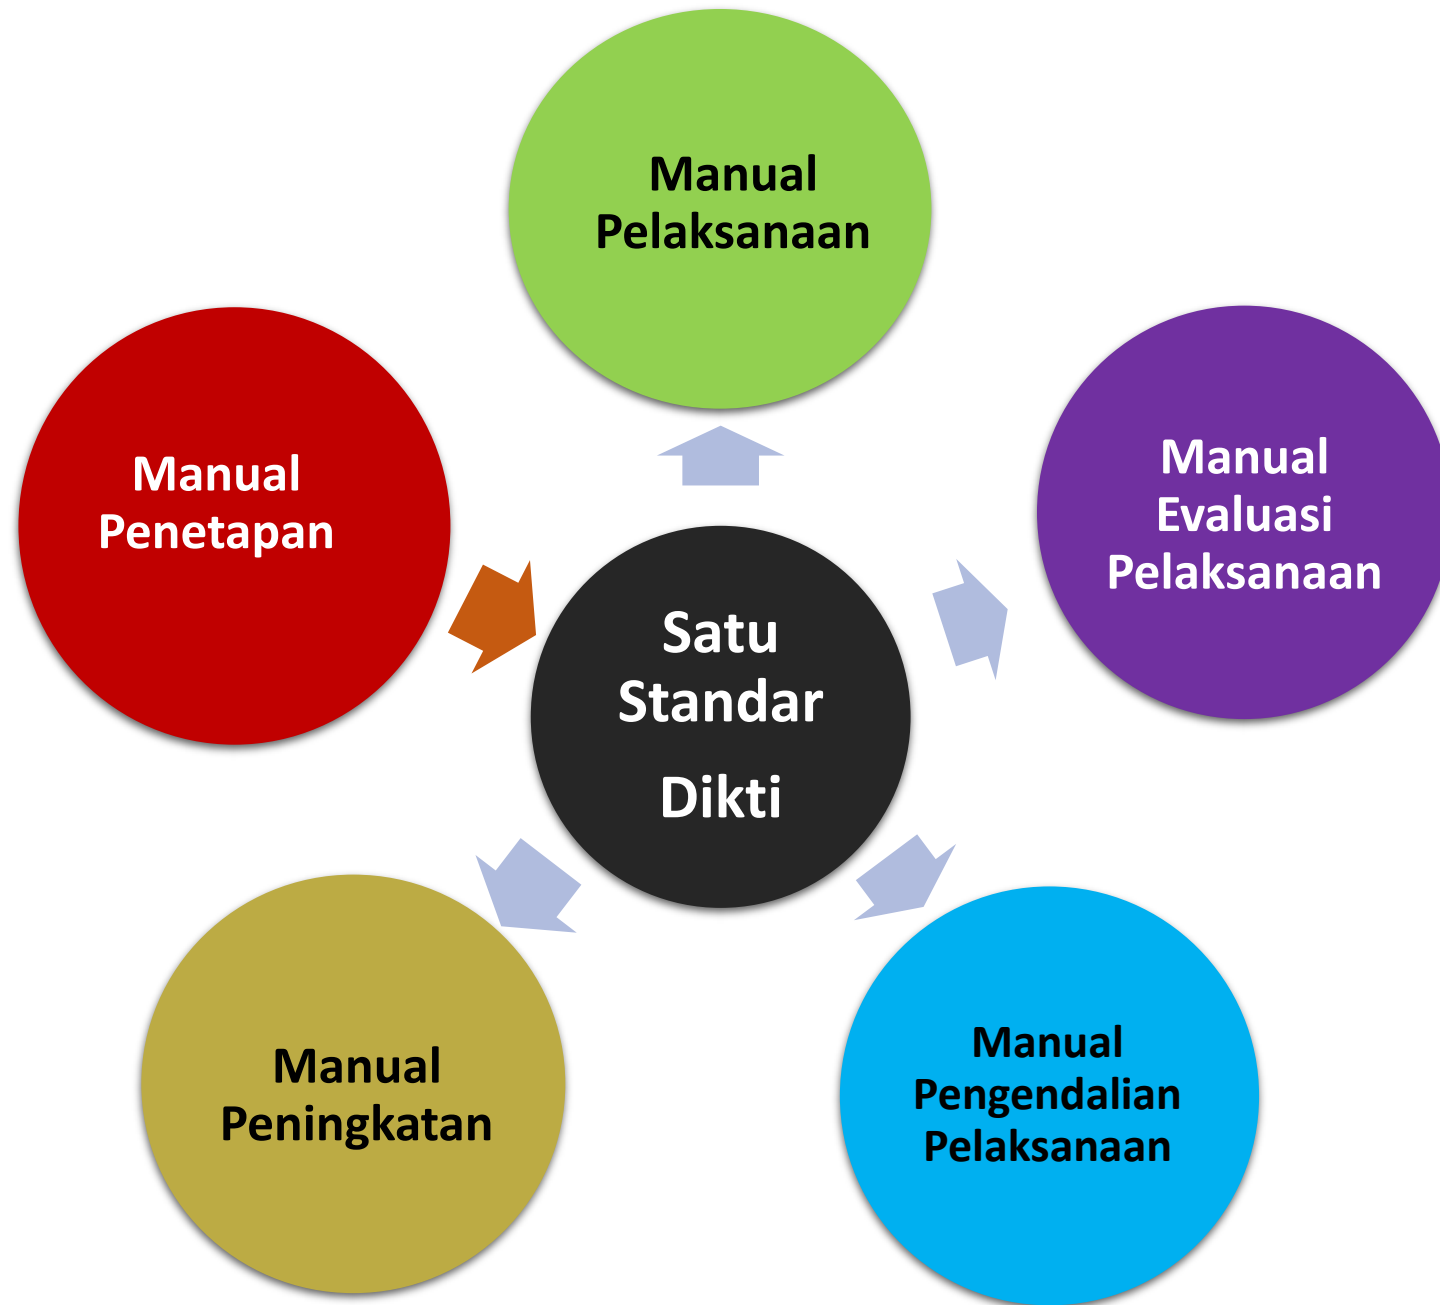 Manual
Pelaksanaan
Manual
Penetapan
Manual
Evaluasi
Pelaksanaan
Satu
Standar
Dikti
Manual
Peningkatan
Manual
Pengendalian
Pelaksanaan